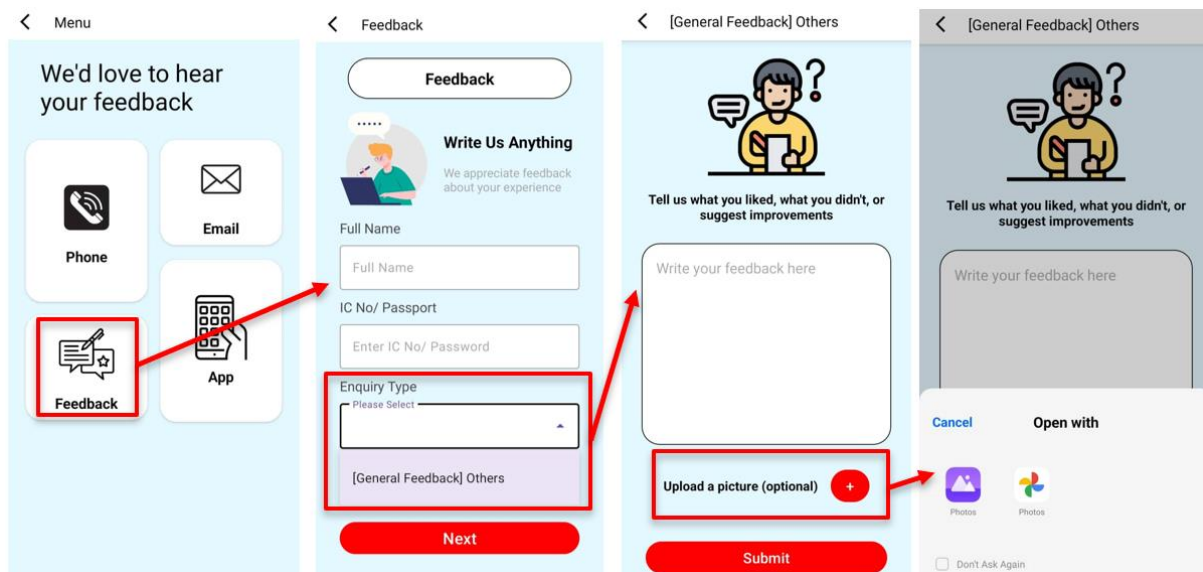 Menu
We'd love to hear
your feedback
Phone
Email
Feedback
App
Feedback
Feedback
Write Us Anything
We appreciate feedback
about your experience
Full Name
Full Name
IC No/ Passport
Enter IC No/ Password
Enquiry Type
Please Select
[General Feedback] Others
Next
[General Feedback] Others
?
Tell us what you liked, what you didn't, or
suggest improvements
Write your feedback here
Upload a picture (optional)
+
Submit
[General Feedback] Others
?
Tell us what you liked, what you didn't, or
suggest improvements
Write your feedback here
Cancel
Open with
Photos
Photos
Don't Ask Again